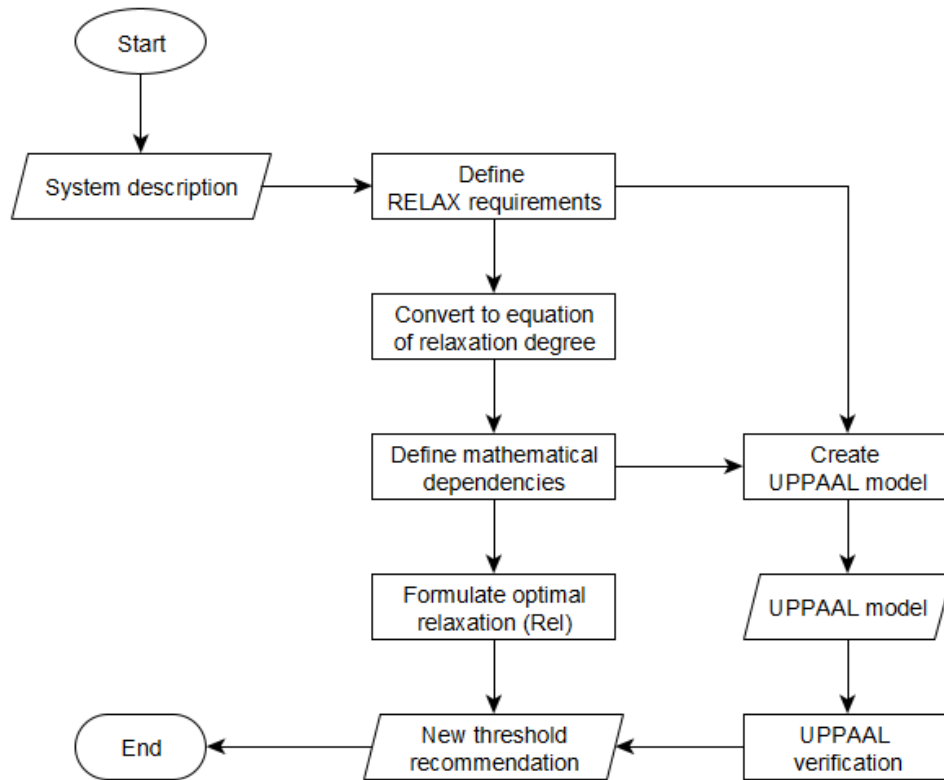 Start
System description
Define
RELAX requirements
Convert to equation
of relaxation degree
Define mathematical
dependencies
Create
UPPAAL model
Formulate optimal
relaxation (Rel)
UPPAAL model
End
New threshold
recommendation
UPPAAL
verification